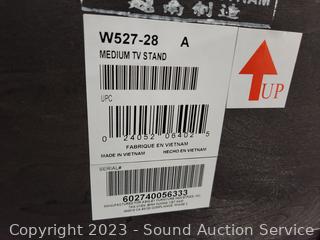 W527-28 A
MEDIUM TV STAND
UP
UPC
0 24052 06402 5
FABRIQUE EN VIETNAM
MADE IN VIETNAM HECHO EN VIETNAM
SERIAL#
602740056333
Copyright 2023 - Sound Auction Service